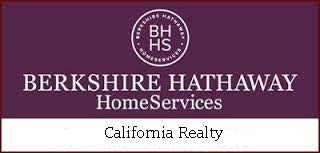 BERKSHIRE HATHAWAY
BH
HS
HOMESERVICES
BERKSHIRE HATHAWAY
HomeServices
California Realty